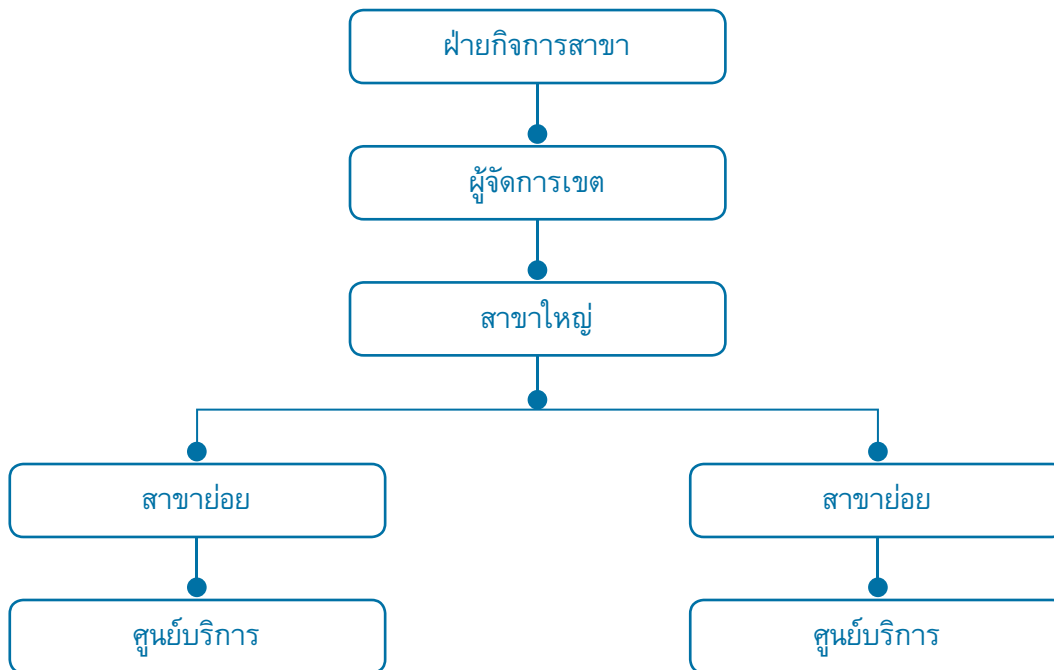 ฝ่ายกิจการสาขา
ผู้จัดการเขต
สาขาใหญ่
สาขาย่อย
สาขาย่อย
ศูนย์บริการ
ศูนย์บริการ